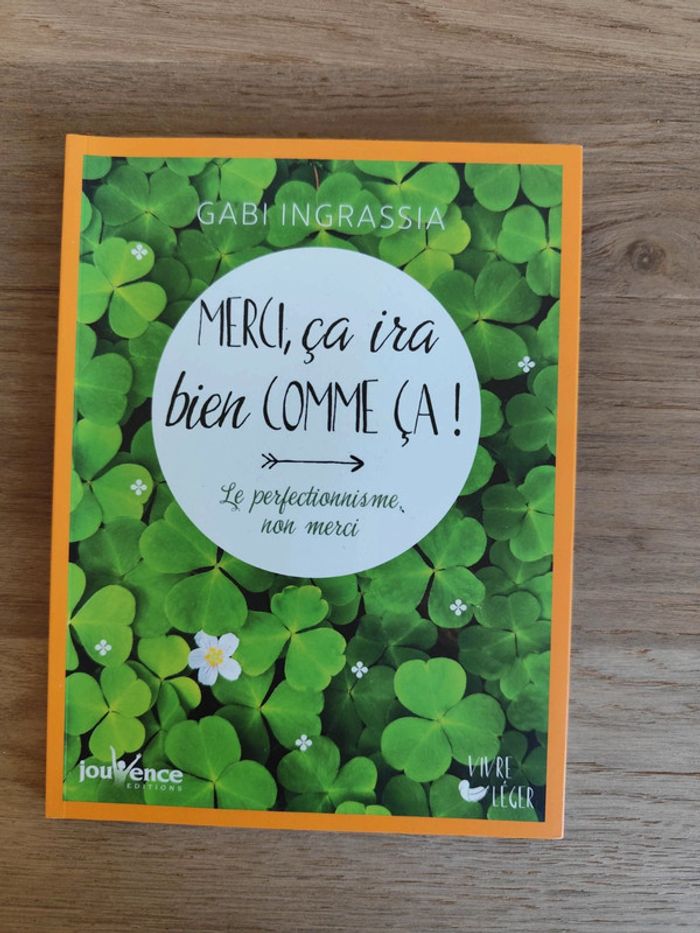 GABI INGRASSIA
MERCI, ça ira
bien COMME ÇA !
Le perfectionnisme,
non merci
jouvence
EDITIONS
VIVRE
LÉGER